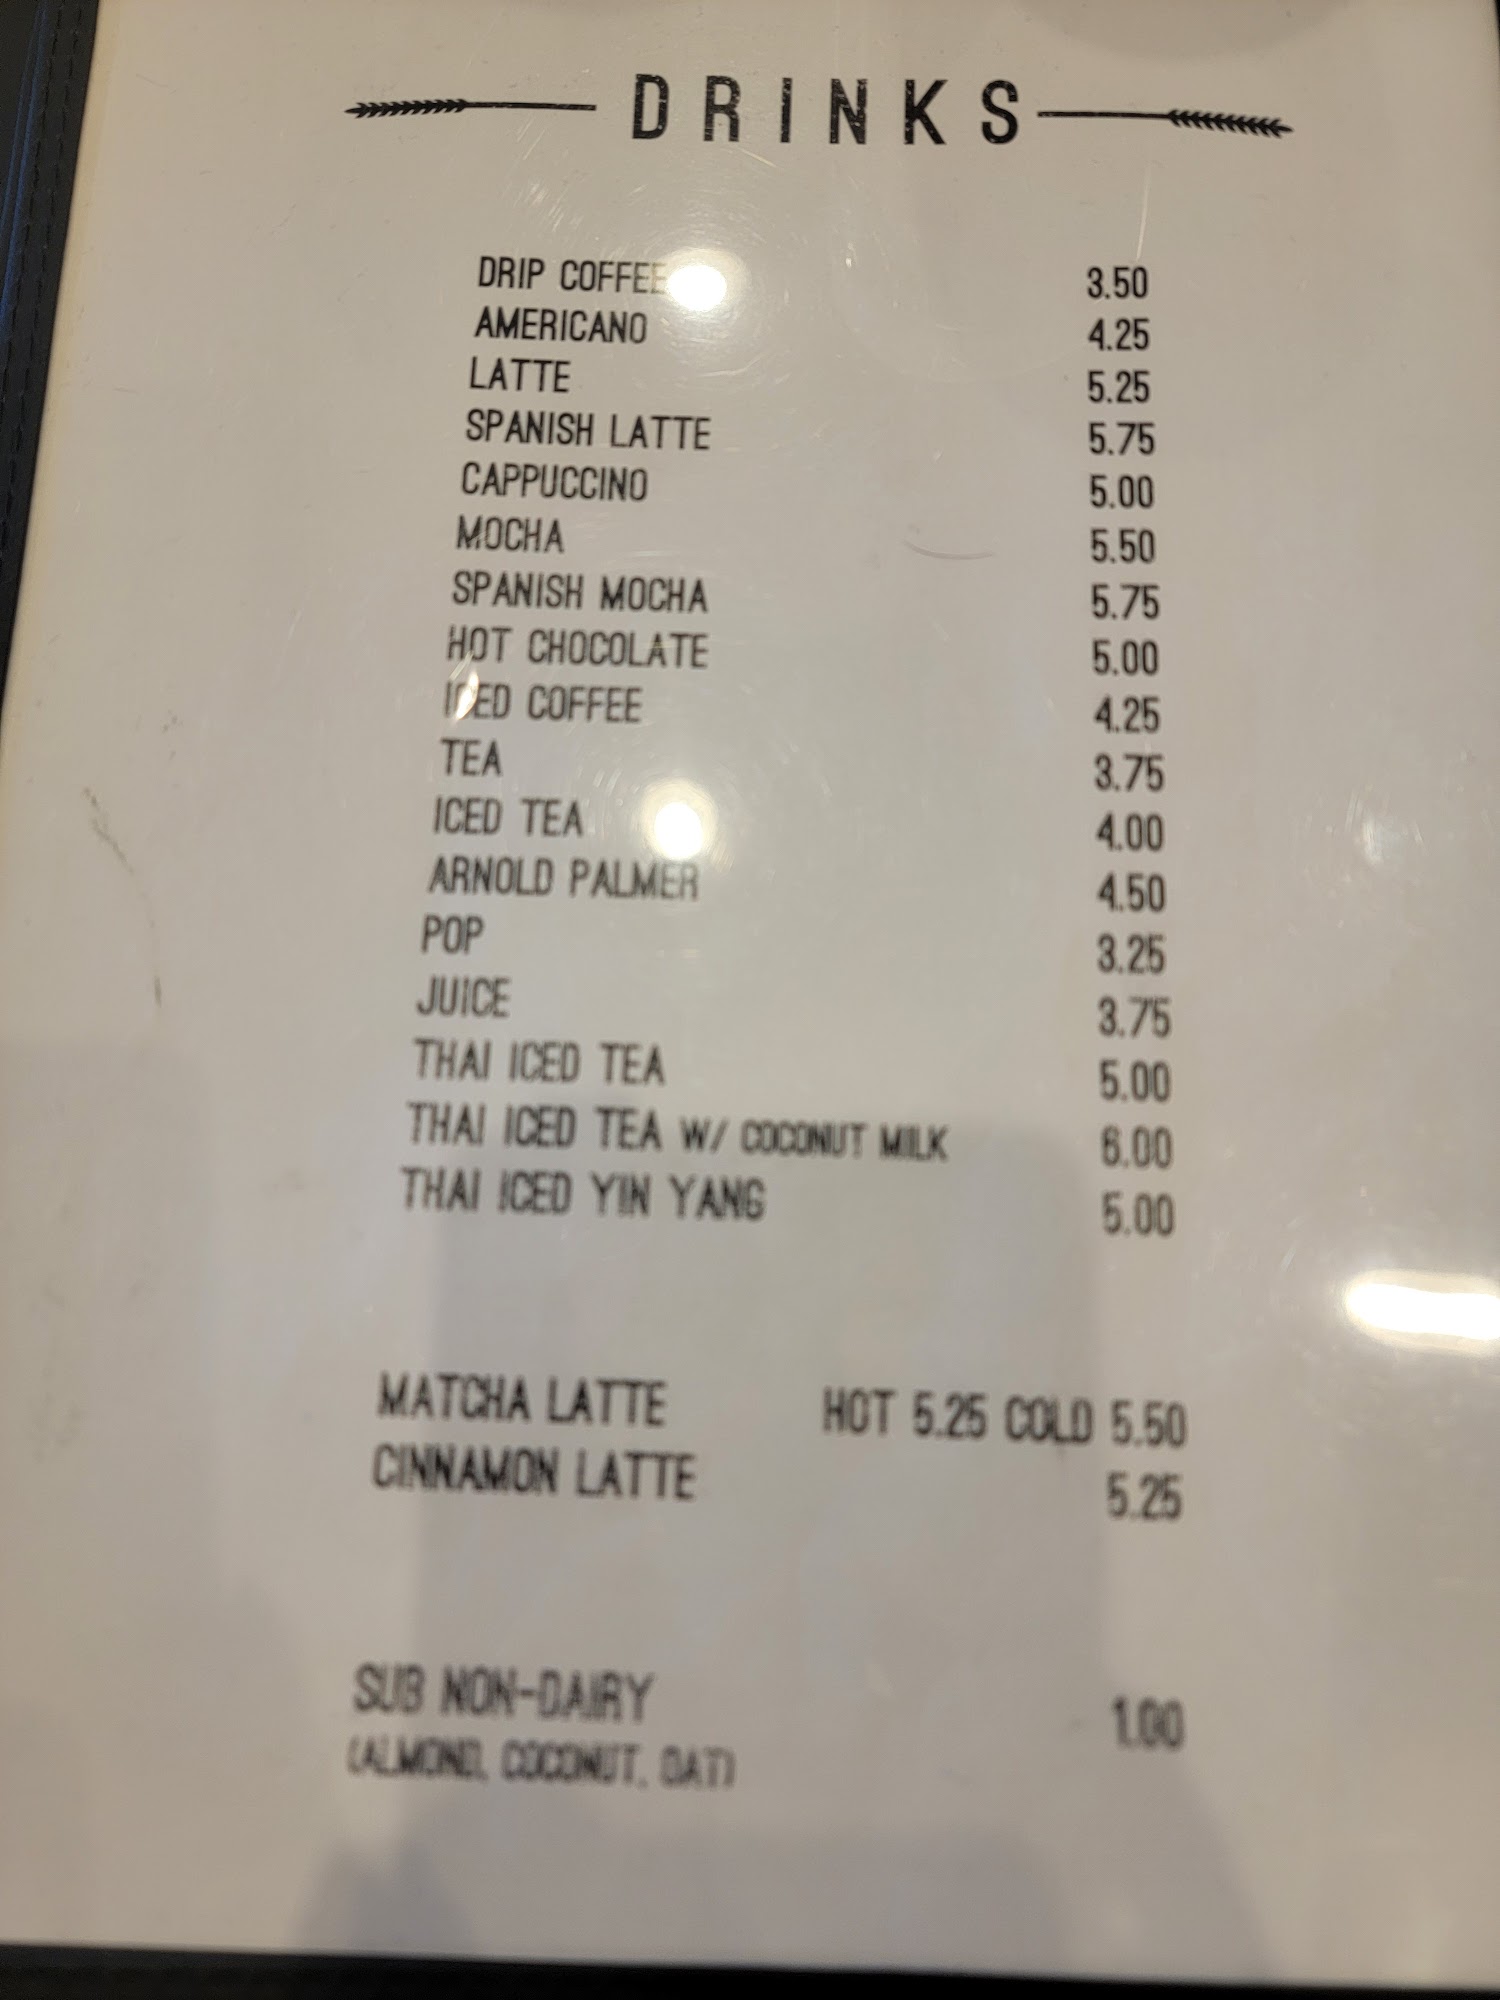 DRINKS
DRIP COFFEE 3.50
AMERICANO 4.25
LATTE 5.25
SPANISH LATTE 5.75
CAPPUCCINO 5.00
MOCHA 5.50
SPANISH MOCHA 5.75
HOT CHOCOLATE 5.00
ICED COFFEE 4.25
TEA 3.75
ICED TEA 4.00
ARNOLD PALMER 4.50
POP 3.25
JUICE 3.75
THAI ICED TEA 5.00
THAI ICED TEA W/ COCONUT MILK 6.00
THAI ICED YIN YANG 5.00
MATCHA LATTE HOT 5.25 COLD 5.50
CINNAMON LATTE 5.25
SUB NON-DAIRY 1.00
(ALMOND, COCONUT, OAT)